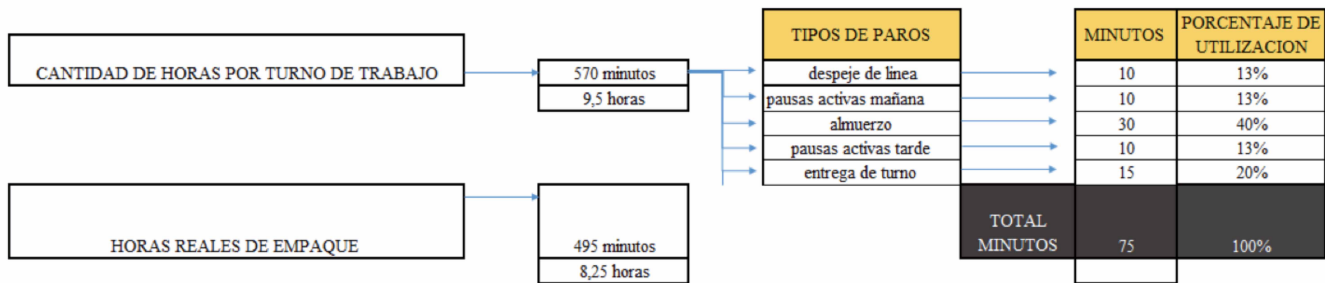 TIPOS DE PAROS MINUTOS PORCENTAJE DE UTILIZACION
CANTIDAD DE HORAS POR TURNO DE TRABAJO 570 minutos despeje de linea 10 13%
9,5 horas pausas activas mañana 10 13%
almuerzo 30 40%
pausas activas tarde 10 13%
entrega de turno 15 20%
HORAS REALES DE EMPAQUE 495 minutos TOTAL MINUTOS 75 100%
8,25 horas